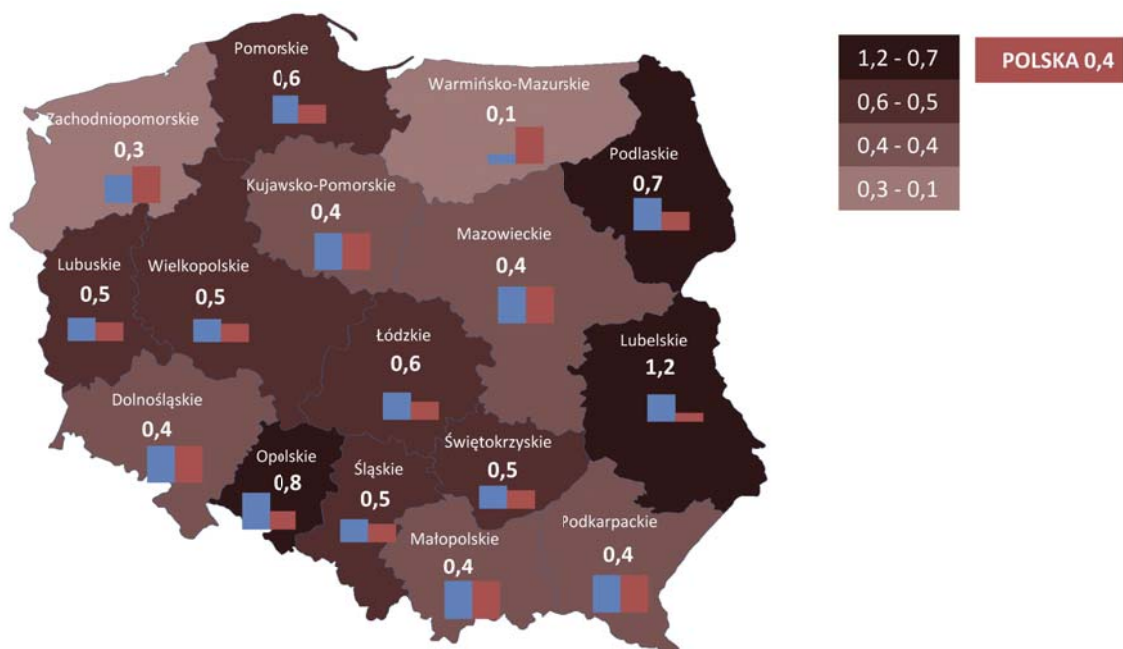 Pomorskie
0,6
Warmińsko-Mazurskie
0,1
Zachodniopomorskie
0,3
Podlaskie
0,7
Kujawsko-Pomorskie
0,4
Mazowieckie
0,4
Lubuskie
0,5
Wielkopolskie
0,5
Łódzkie
0,6
Lubelskie
1,2
Dolnośląskie
0,4
Opolskie
0,8
Śląskie
0,5
Świętokrzyskie
0,5
Małopolskie
0,4
Podkarpackie
0,4
1,2 - 0,7
0,6 - 0,5
0,4 - 0,4
0,3 - 0,1
POLSKA 0,4